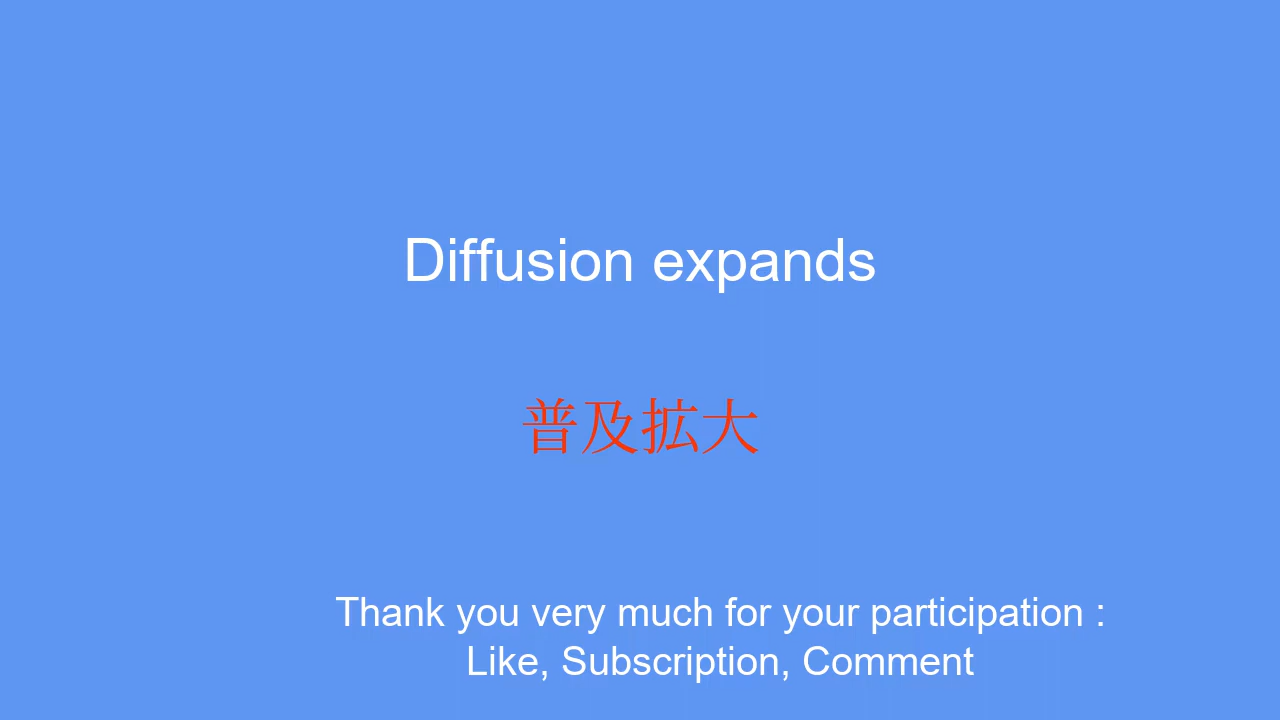 Diffusion expands
普及拡大
Thank you very much for your participation :
Like, Subscription, Comment